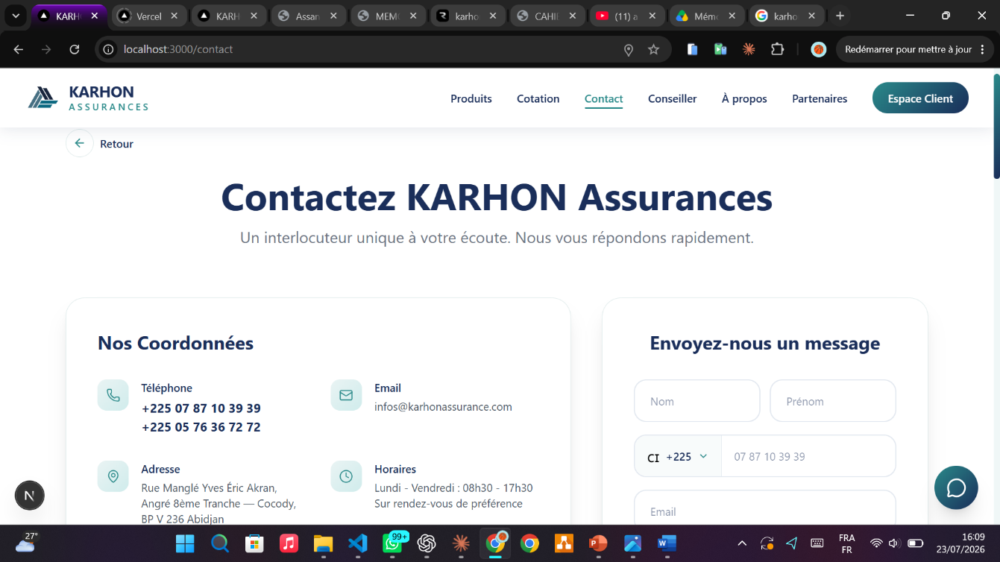 KARH
Vercel
KARH
Assan
MEMO
karho
CAHI
(11) a
Mémo
karho
localhost:3000/contact
Redémarrer pour mettre à jour
KARHON
ASSURANCES
Produits
Cotation
Contact
Conseiller
À propos
Partenaires
Espace Client
Retour
Contactez KARHON Assurances
Un interlocuteur unique à votre écoute. Nous vous répondons rapidement.
Nos Coordonnées
Téléphone
+225 07 87 10 39 39
+225 05 76 36 72 72
Email
infos@karhonassurance.com
Adresse
Rue Manglé Yves Éric Akran,
Angré 8ème Tranche — Cocody,
BP V 236 Abidjan
Horaires
Lundi - Vendredi : 08h30 - 17h30
Sur rendez-vous de préférence
Envoyez-nous un message
Nom
Prénom
CI +225
07 87 10 39 39
Email
N
27°
99+
FRA
FR
16:09
23/07/2026